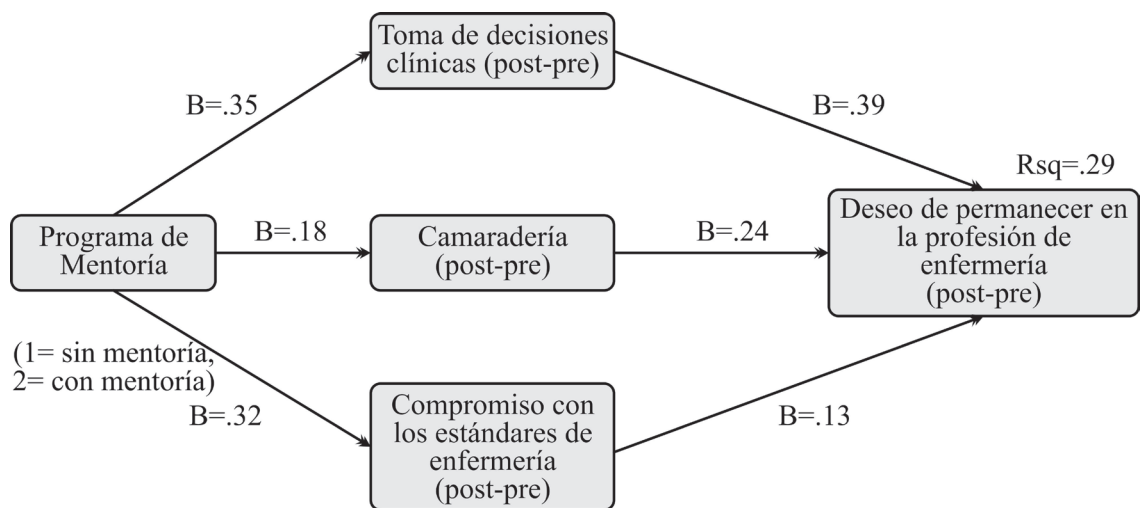 Toma de decisiones
clínicas (post-pre)
B=.35
B=.39
Rsq=.29
Programa de
Mentoría
B=.18
Camaradería
(post-pre)
B=.24
Deseo de permanecer en
la profesión de
enfermería
(post-pre)
(1= sin mentoría,
2= con mentoría)
B=.32
Compromiso con
los estándares de
enfermería
(post-pre)
B=.13